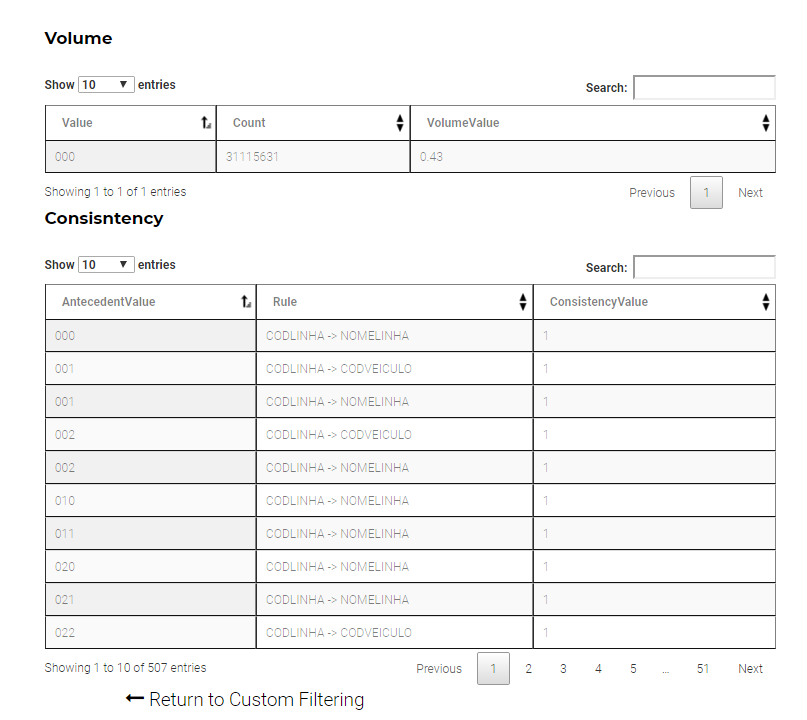 Volume
Show 10 entries Search:
Value Count VolumeValue
000 31115631 0.43
Showing 1 to 1 of 1 entries Previous 1 Next
Consisntency
Show 10 entries Search:
AntecedentValue Rule ConsistencyValue
000 CODLINHA -> NOMELINHA 1
001 CODLINHA -> CODVEICULO 1
001 CODLINHA -> NOMELINHA 1
002 CODLINHA -> CODVEICULO 1
002 CODLINHA -> NOMELINHA 1
010 CODLINHA -> NOMELINHA 1
011 CODLINHA -> NOMELINHA 1
020 CODLINHA -> NOMELINHA 1
021 CODLINHA -> NOMELINHA 1
022 CODLINHA -> CODVEICULO 1
Showing 1 to 10 of 507 entries Previous 1 2 3 4 5 ... 51 Next
Return to Custom Filtering